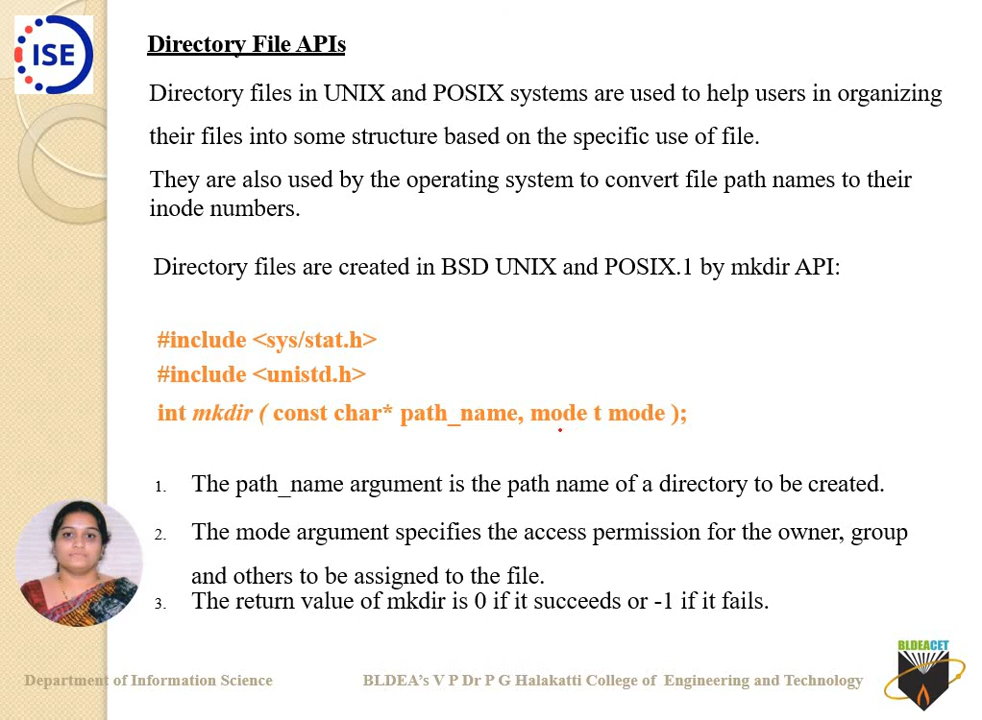 ISE
Directory File APIs
Directory files in UNIX and POSIX systems are used to help users in organizing
their files into some structure based on the specific use of file.
They are also used by the operating system to convert file path names to their
inode numbers.
Directory files are created in BSD UNIX and POSIX.1 by mkdir API:
#include <sys/stat.h>
#include <unistd.h>
int mkdir ( const char* path_name, mode t mode );
1. The path_name argument is the path name of a directory to be created.
2. The mode argument specifies the access permission for the owner, group
and others to be assigned to the file.
3. The return value of mkdir is 0 if it succeeds or -1 if it fails.
BLDEACET
Department of Information Science
BLDEA’s V P Dr P G Halakatti College of Engineering and Technology